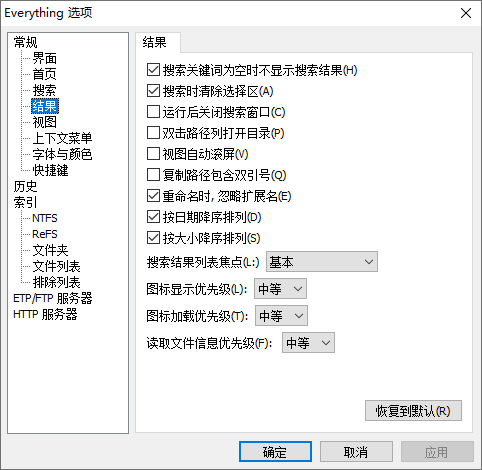 Everything 选项
常规
界面
首页
搜索
结果
视图
上下文菜单
字体与颜色
快捷键
历史
索引
NTFS
ReFS
文件夹
文件列表
排除列表
ETP/FTP 服务器
HTTP 服务器
结果
搜索关键词为空时不显示搜索结果(H)
搜索时清除选择区(A)
运行后关闭搜索窗口(C)
双击路径列打开目录(P)
视图自动滚屏(V)
复制路径包含双引号(Q)
重命名时, 忽略扩展名(E)
按日期降序排列(D)
按大小降序排列(S)
搜索结果列表焦点(L:) 基本
图标显示优先级(L): 中等
图标加载优先级(T): 中等
读取文件信息优先级(F): 中等
恢复到默认(R)
确定 取消 应用